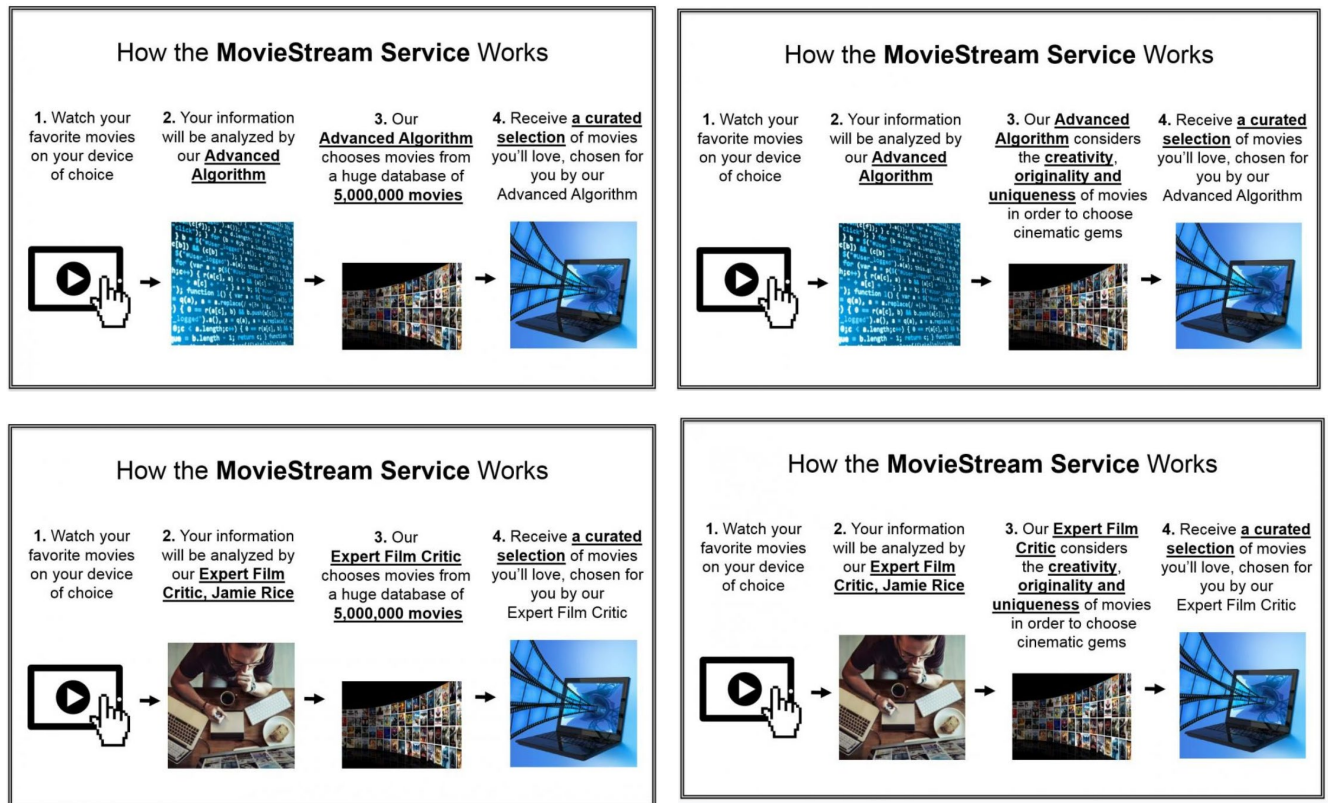 How the MovieStream Service Works
1. Watch your
favorite movies
on your device
of choice
2. Your information
will be analyzed by
our Advanced
Algorithm
3. Our
Advanced Algorithm
chooses movies from
a huge database of
5,000,000 movies
4. Receive a curated
selection of movies
you'll love, chosen for
you by our
Advanced Algorithm
How the MovieStream Service Works
1. Watch your
favorite movies
on your device
of choice
2. Your information
will be analyzed by
our Advanced
Algorithm
3. Our Advanced
Algorithm considers
the creativity,
originality and
uniqueness of movies
in order to choose
cinematic gems
4. Receive a curated
selection of movies
you'll love, chosen for
you by our
Advanced Algorithm
How the MovieStream Service Works
1. Watch your
favorite movies
on your device
of choice
2. Your information
will be analyzed by
our Expert Film
Critic, Jamie Rice
3. Our
Expert Film Critic
chooses movies from
a huge database of
5,000,000 movies
4. Receive a curated
selection of movies
you'll love, chosen for
you by our
Expert Film Critic
How the MovieStream Service Works
1. Watch your
favorite movies
on your device
of choice
2. Your information
will be analyzed by
our Expert Film
Critic, Jamie Rice
3. Our Expert Film
Critic considers
the creativity,
originality and
uniqueness of movies
in order to choose
cinematic gems
4. Receive a curated
selection of movies
you'll love, chosen for
you by our
Expert Film Critic